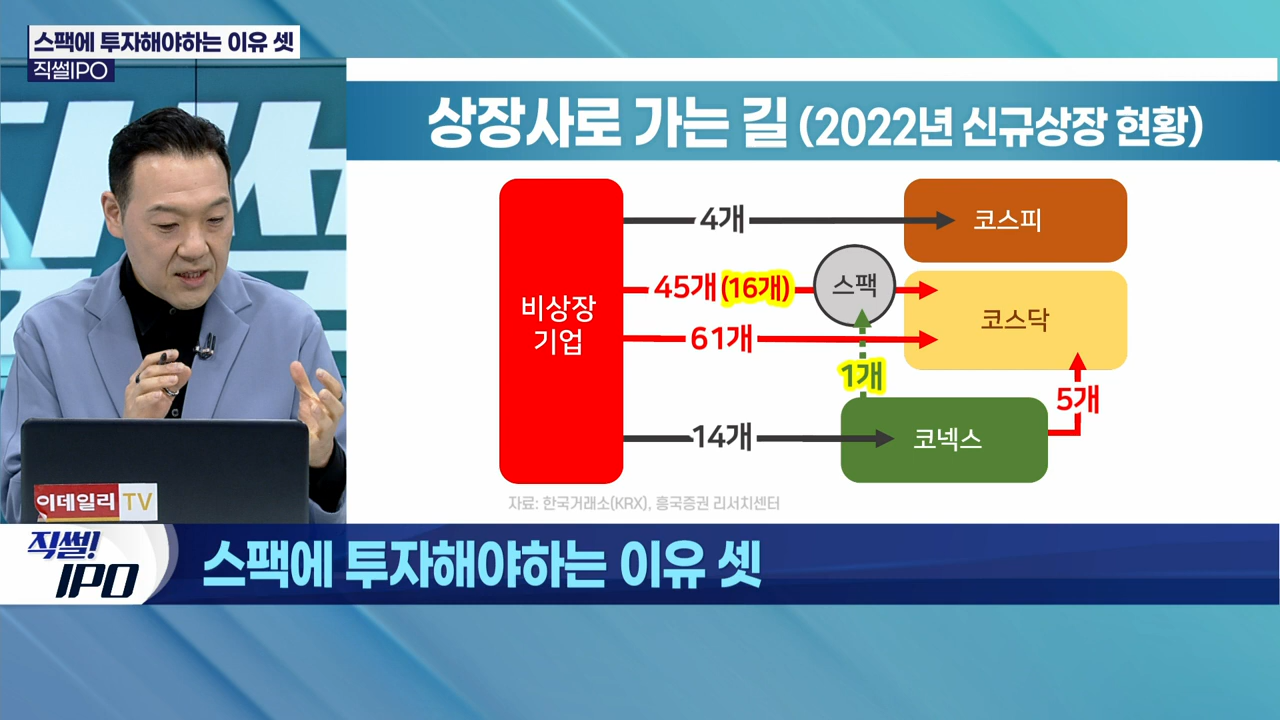 스팩에 투자해야하는 이유 셋
직썰IPO
상장사로 가는 길 (2022년 신규상장 현황)
비상장
기업
4개
코스피
45개(16개)
스팩
61개
코스닥
1개
5개
14개
코넥스
자료: 한국거래소(KRX), 흥국증권 리서치센터
이데일리TV
직썰!
IPO
스팩에 투자해야하는 이유 셋